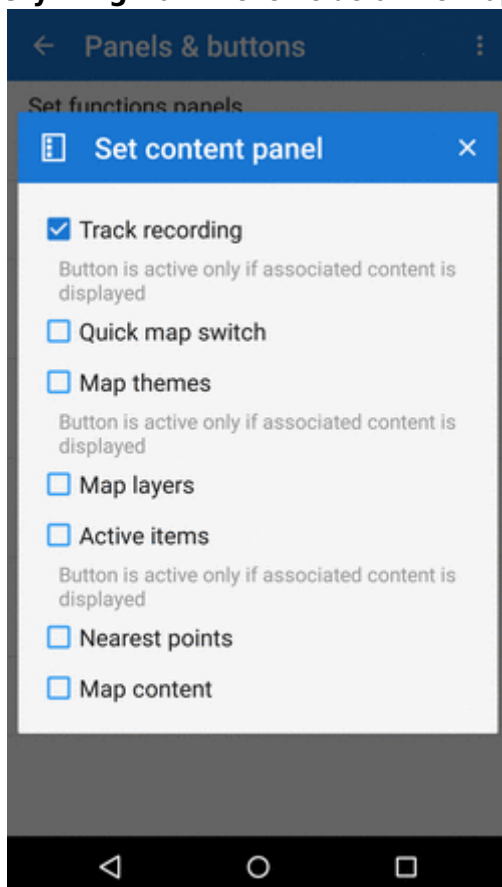 Panels & buttons
Set functions panels
Set content panel
Track recording
Button is active only if associated content is
displayed
Quick map switch
Map themes
Button is active only if associated content is
displayed
Map layers
Active items
Button is active only if associated content is
displayed
Nearest points
Map content